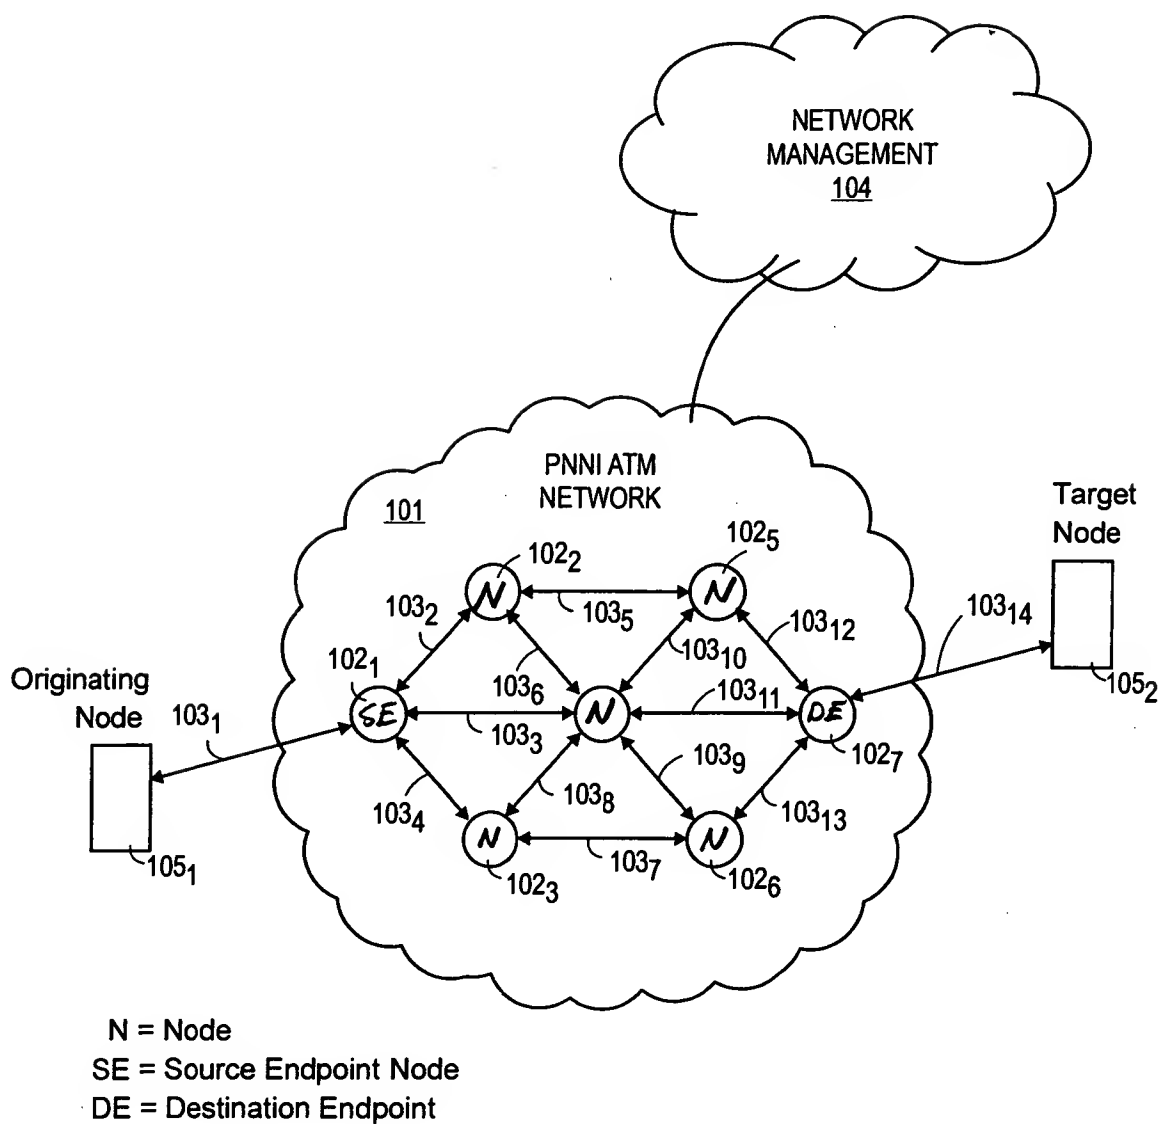 NETWORK
MANAGEMENT
104
PNNI ATM
NETWORK
101
Target
Node
102₂
102₅
N
N
103₂
103₅
103₁₂
103₁₄
102₁
103₆
103₁₀
105₂
Originating
Node
103₁
SE
103₃
N
103₁₁
DE
102₇
103₄
103₈
103₉
103₁₃
N
N
105₁
102₃
103₇
102₆
N = Node
SE = Source Endpoint Node
DE = Destination Endpoint